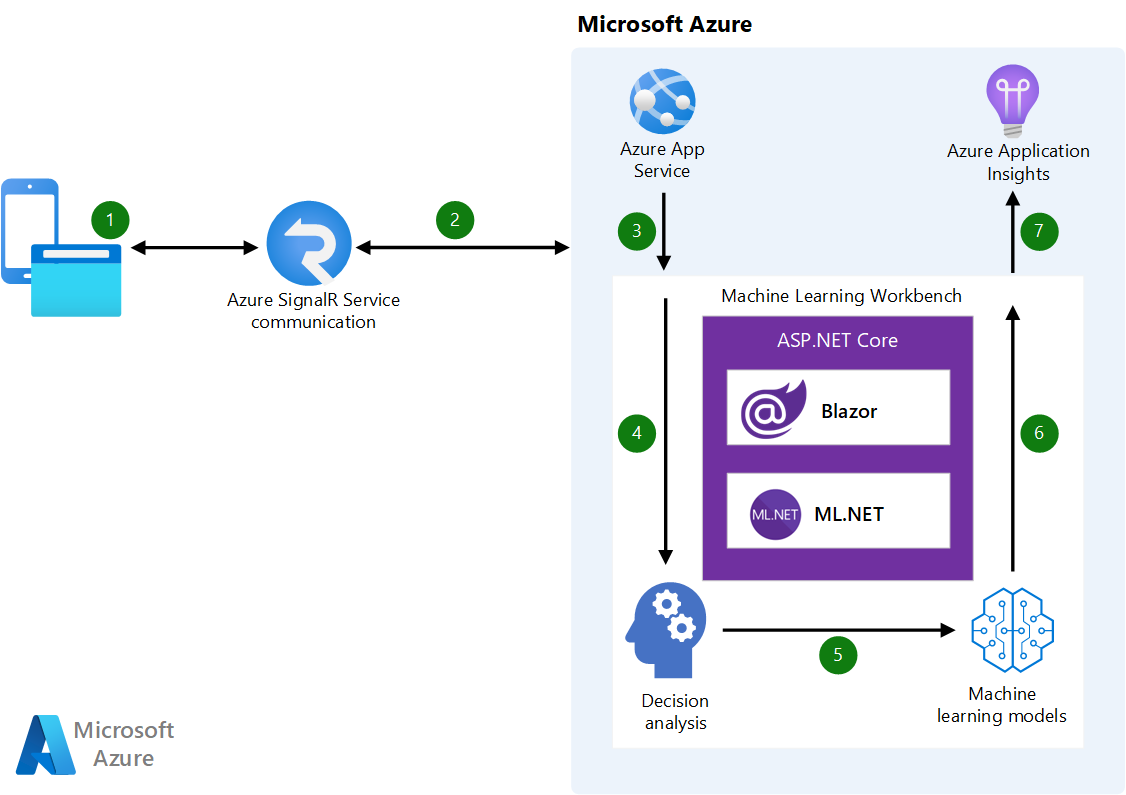 Microsoft Azure
Azure App
Service
Azure Application
Insights
1
2
3
7
Azure SignalR Service
communication
Machine Learning Workbench
ASP.NET Core
Blazor
4
6
ML.NET
ML.NET
5
Decision
analysis
Machine
learning models
Microsoft
Azure